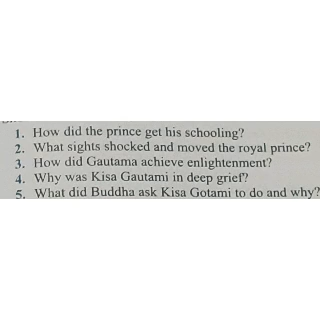 1. How did the prince get his schooling?
2. What sights shocked and moved the royal prince?
3. How did Gautama achieve enlightenment?
4. Why was Kisa Gautami in deep grief?
5. What did Buddha ask Kisa Gotami to do and why?